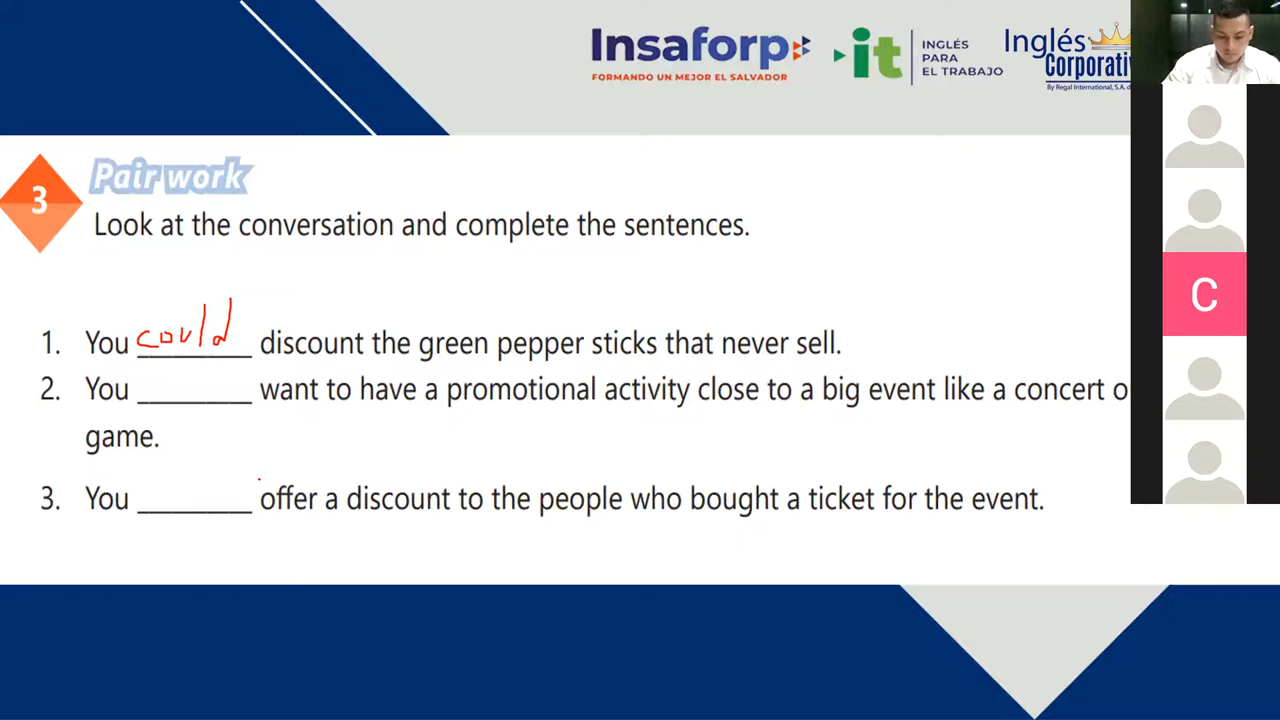 Insaforp
FORMANDO UN MEJOR EL SALVADOR
it
INGLÉS
PARA
EL TRABAJO
Inglés
Corporativ
By Regal International, S.A. d
3
Pair work
Look at the conversation and complete the sentences.
1. You could discount the green pepper sticks that never sell.
2. You ________ want to have a promotional activity close to a big event like a concert o
game.
3. You ________ offer a discount to the people who bought a ticket for the event.
C